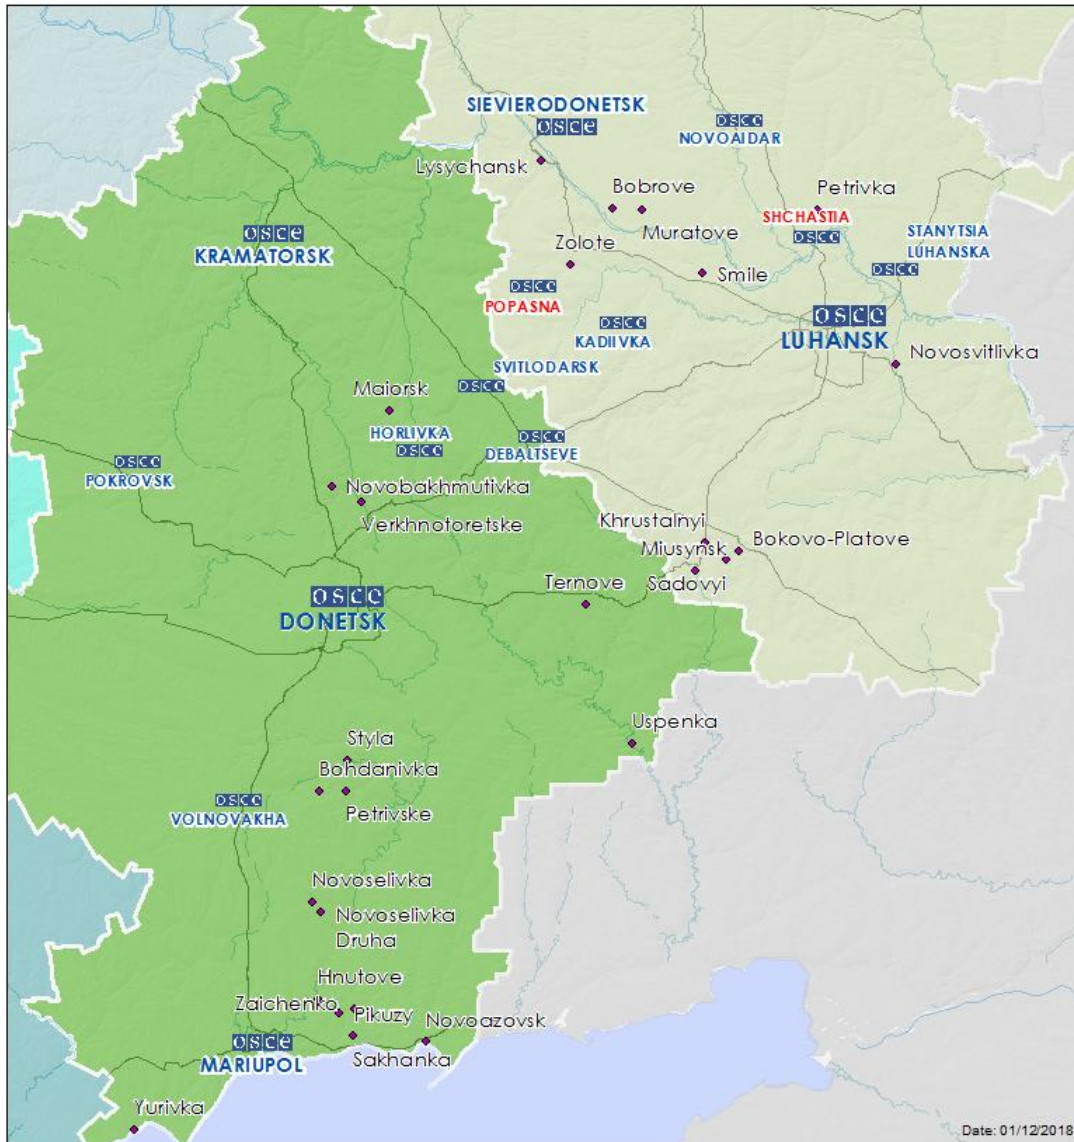 SIEVIERODONETSK
osce
osce
NOVOAIDAR
Lysychansk
Bobrove
Petrivka
SHCHASTIA
osce
osce
KRAMATORSK
Muratove
STANYTSIA
LUHANSKA
osce
Zolote
Smile
osce
POPASNA
osce
KADIIVKA
osce
LUHANSK
Novosvitlivka
SVITLODARSK
osce
Maiorsk
HORLIVKA
osce
osce
DEBALTSEVE
osce
POKROVSK
Novobakhmutivka
Verkhnotoretske
Khrustalnyi
Bokovo-Platove
Miusynsk
Sadovyi
Ternove
osce
DONETSK
Uspenka
Styla
Bohdanivka
Petrivske
osce
VOLNOVAKHA
Novoselivka
Novoselivka
Druha
Hnutove
Zaichenko
Pikuzy
Novoazovsk
Sakhanka
osce
MARIUPOL
Yurivka
Date: 01/12/2018